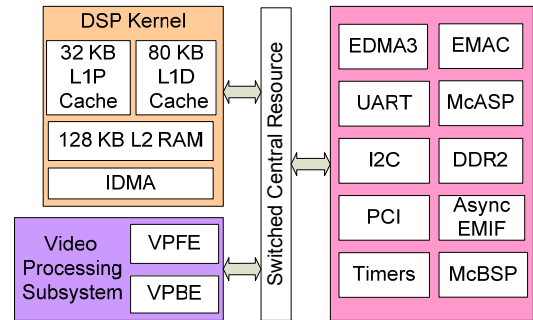 DSP Kernel
32 KB
L1P
Cache
80 KB
L1D
Cache
128 KB L2 RAM
IDMA
Video
Processing
Subsystem
VPFE
VPBE
Switched Central Resource
EDMA3
EMAC
UART
McASP
I2C
DDR2
PCI
Async
EMIF
Timers
McBSP